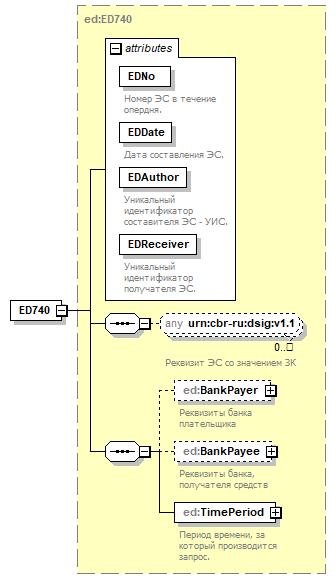 ed:ED740
attributes
EDNo
Номер ЭС в течение
опердня.
EDDate
Дата составления ЭС.
EDAuthor
Уникальный
идентификатор
составителя ЭС - УИС.
EDReceiver
Уникальный
идентификатор
получателя ЭС.
ED740
any urn:cbr-ru:dsig:v1.1
0..
Реквизит ЭС со значением ЗК
ed:BankPayer
Реквизиты банка
плательщика
ed:BankPayee
Реквизиты банка,
получателя средств
ed:TimePeriod
Период времени, за
который производится
запрос.